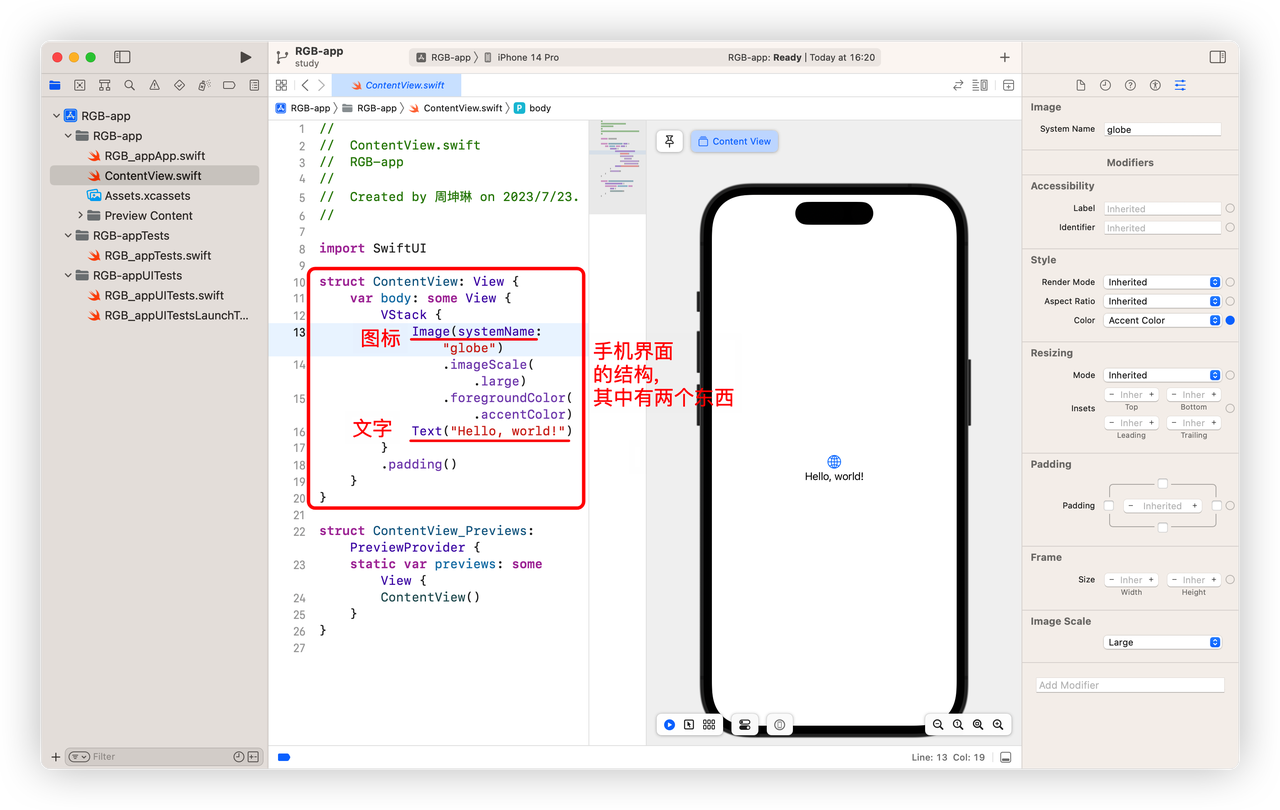 RGB-app
study
RGB-app 〉 iPhone 14 Pro
RGB-app: Ready | Today at 16:20
ContentView.swift
RGB-app 〉 RGB-app 〉 ContentView.swift 〉 P body
RGB-app
RGB-app
RGB_appApp.swift
ContentView.swift
Assets.xcassets
Preview Content
RGB-appTests
RGB_appTests.swift
RGB-appUITests
RGB_appUITests.swift
RGB_appUITestsLaunchT...
Filter
1 //
2 //  ContentView.swift
3 //  RGB-app
4 //
5 //  Created by 周坤琳 on 2023/7/23.
6 //
7
8 import SwiftUI
9
10 struct ContentView: View {
11     var body: some View {
12         VStack {
13             Image(systemName:
"globe")
14                 .imageScale(
.large)
15                 .foregroundColor(
.accentColor)
16             Text("Hello, world!")
17         }
18         .padding()
19     }
20 }
21
22 struct ContentView_Previews:
PreviewProvider {
23     static var previews: some
View {
24         ContentView()
25     }
26 }
27
图标
文字
手机界面
的结构,
其中有两个东西
Content View
Hello, world!
Line: 13 Col: 19
Image
System Name globe
Modifiers
Accessibility
Label Inherited
Identifier Inherited
Style
Render Mode Inherited
Aspect Ratio Inherited
Color Accent Color
Resizing
Mode Inherited
Insets
− Inher + − Inher +
Top Bottom
− Inher + − Inher +
Leading Trailing
Padding
Padding − Inherited +
Frame
Size − Inher + − Inher +
Width Height
Image Scale
Large
Add Modifier